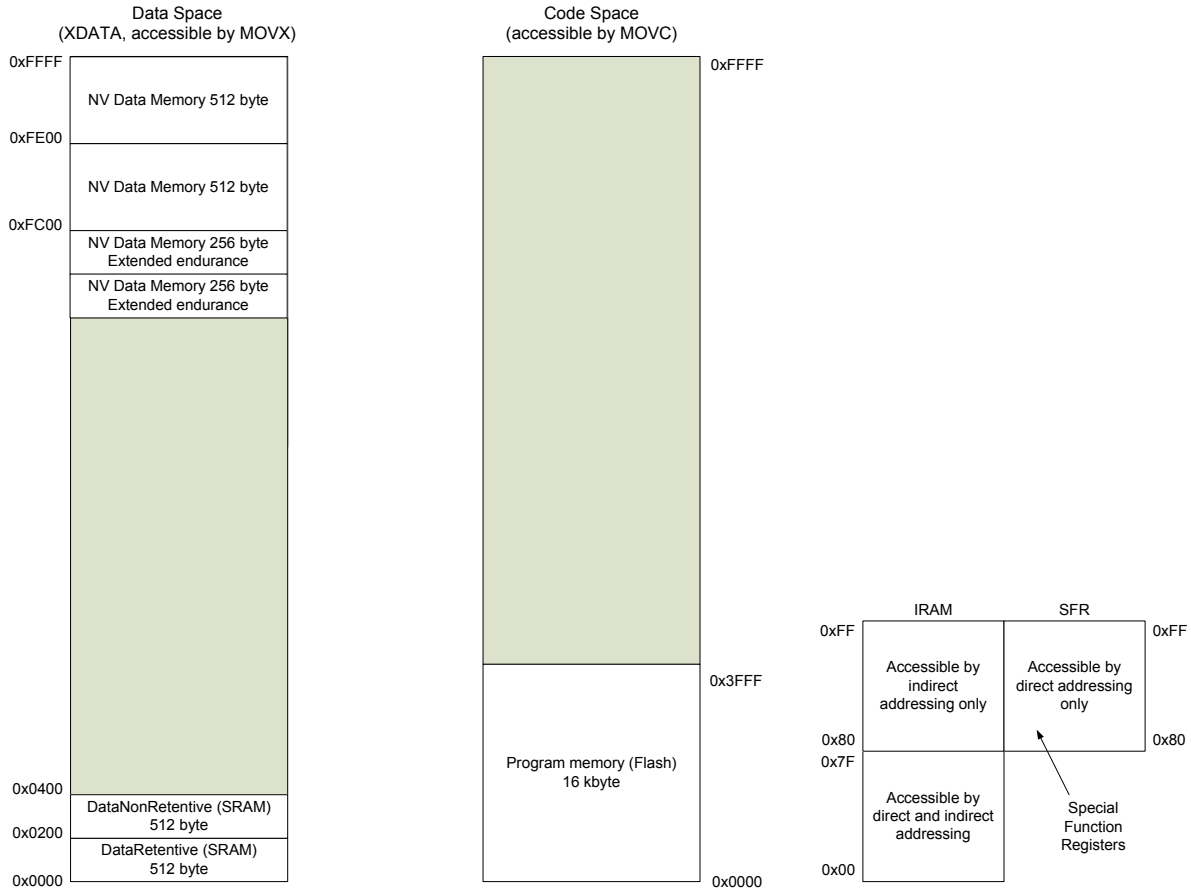 Data Space
(XDATA, accessible by MOVX)
0xFFFF
NV Data Memory 512 byte
0xFE00
NV Data Memory 512 byte
0xFC00
NV Data Memory 256 byte
Extended endurance
NV Data Memory 256 byte
Extended endurance
0x0400
DataNonRetentive (SRAM)
512 byte
0x0200
DataRetentive (SRAM)
512 byte
0x0000
Code Space
(accessible by MOVC)
0xFFFF
0x3FFF
Program memory (Flash)
16 kbyte
0x0000
IRAM
SFR
0xFF
0xFF
Accessible by
indirect
addressing only
Accessible by
direct addressing
only
0x80
0x80
0x7F
Accessible by
direct and indirect
addressing
0x00
Special
Function
Registers